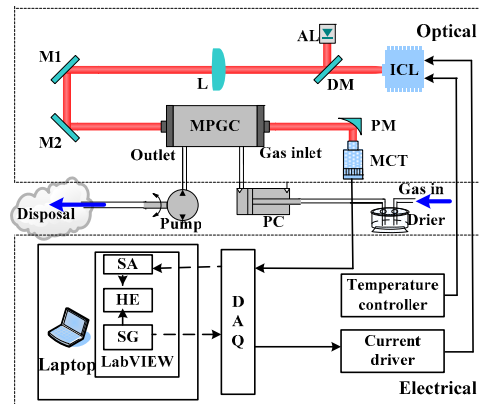 Optical
AL
M1
L
DM
ICL
M2
MPGC
PM
Outlet
Gas inlet
MCT
Gas in
Disposal
Pump
PC
Drier
SA
HE
SG
Laptop
LabVIEW
D
A
Q
Temperature
controller
Current
driver
Electrical